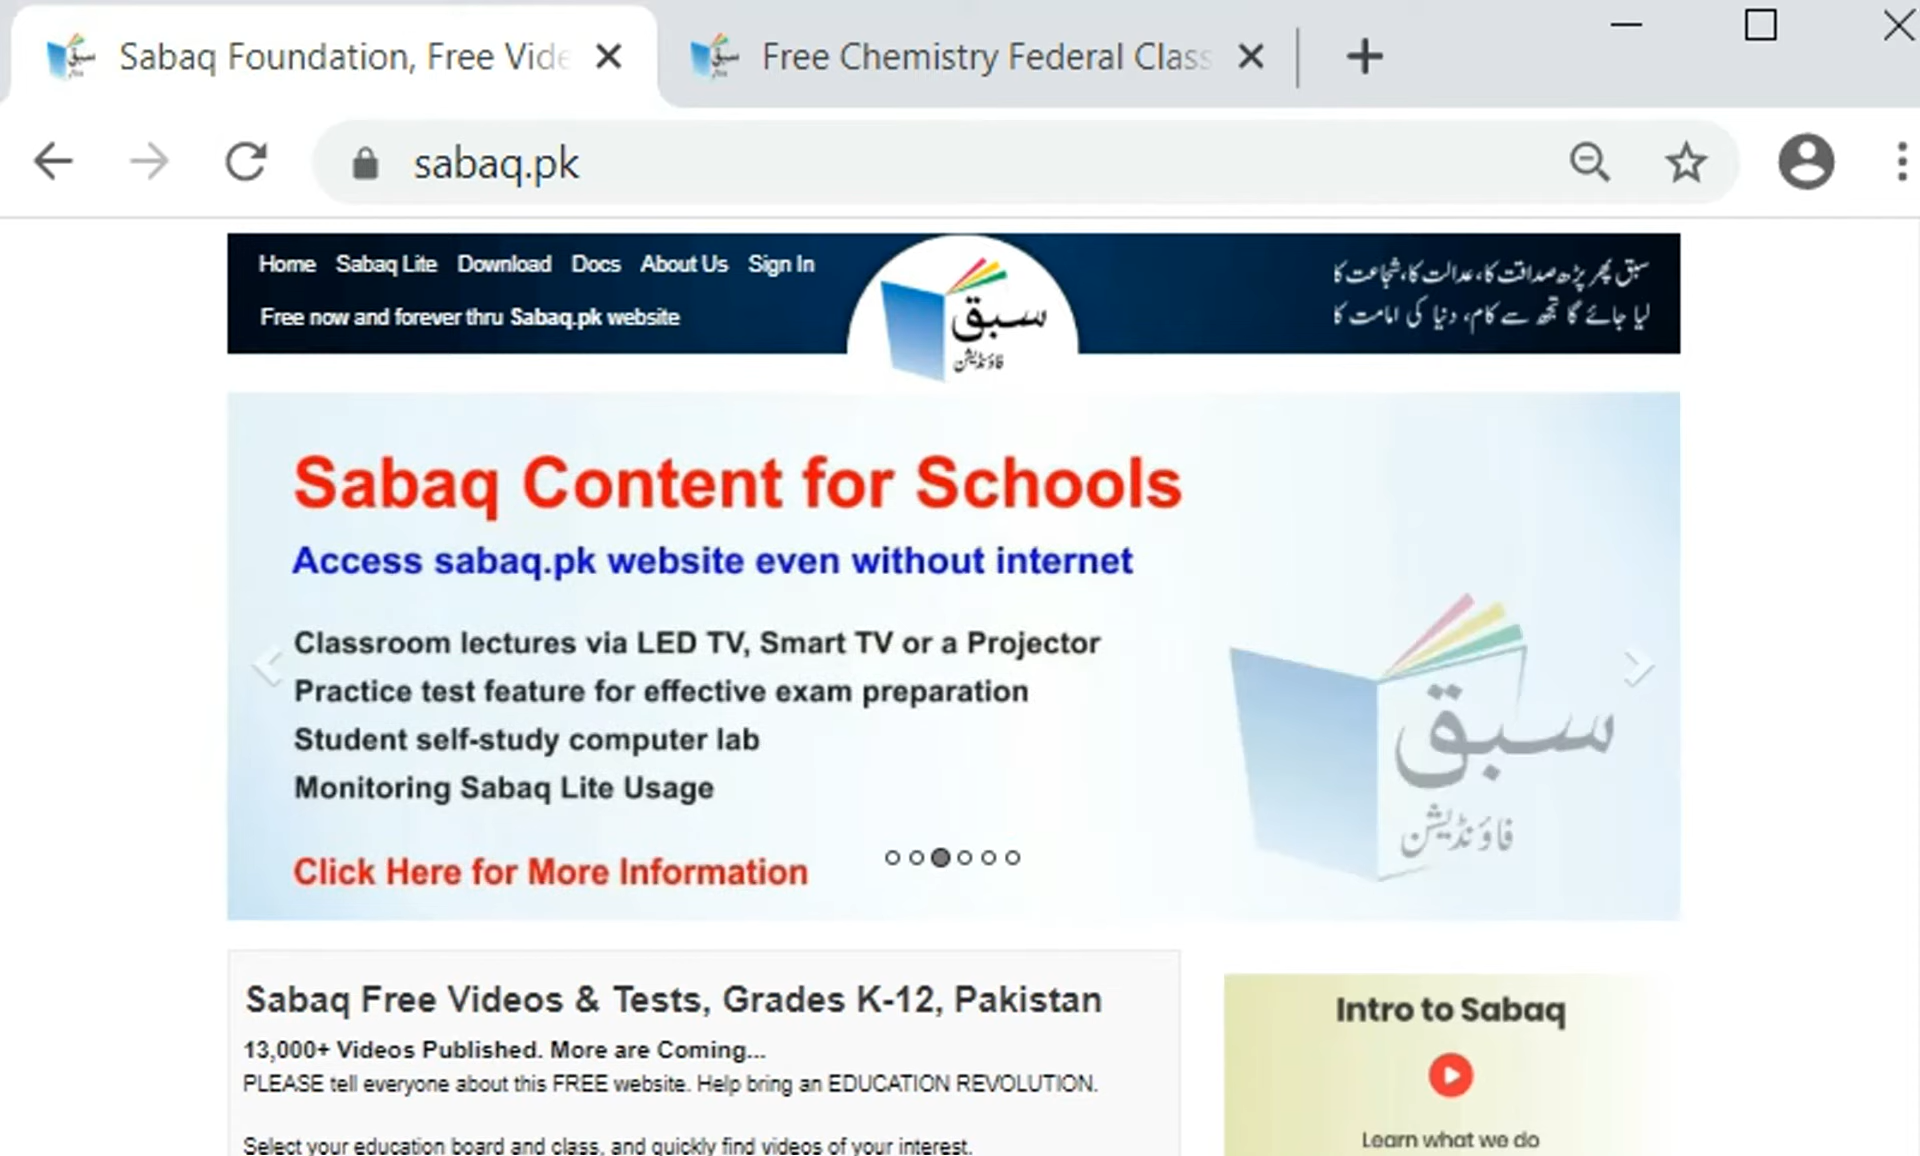 Sabaq Foundation, Free Vide
Free Chemistry Federal Class
sabaq.pk
Home Sabaq Lite Download Docs About Us Sign In
Free now and forever thru Sabaq.pk website
سبق
فاؤنڈیشن
سبق پھر پڑھ صداقت کا، عدالت کا، شجاعت کا
لیا جائے گا تجھ سے کام، دنیا کی امامت کا
Sabaq Content for Schools
Access sabaq.pk website even without internet
Classroom lectures via LED TV, Smart TV or a Projector
Practice test feature for effective exam preparation
Student self-study computer lab
Monitoring Sabaq Lite Usage
Click Here for More Information
سبق
فاؤنڈیشن
Sabaq Free Videos & Tests, Grades K-12, Pakistan
13,000+ Videos Published. More are Coming...
PLEASE tell everyone about this FREE website. Help bring an EDUCATION REVOLUTION.
Select your education board and class, and quickly find videos of your interest.
Intro to Sabaq
Learn what we do